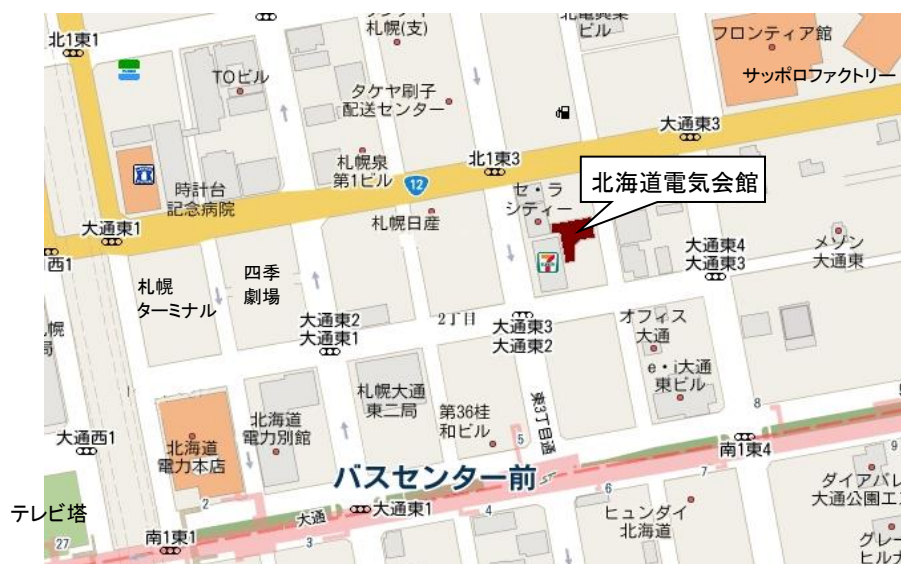 札幌(支)
ビル
フロンティア館
北1東1
TOビル
サッポロファクトリー
タケヤ刷子
配送センター
大通東3
札幌泉
第1ビル
北1東3
北海道電気会館
12
時計台
記念病院
セ・ラ
シティー
札幌日産
大通東1
西1
大通東4
大通東3
メゾン
大通東
札幌
ターミナル
四季
劇場
大通東2
大通東1
2丁目
大通東3
大通東2
オフィス
大通
e・i大通
東ビル
札幌大通
東二局
北海道
電力別館
第36桂
和ビル
東3丁目通
8
5
大通西1
北海道
電力本店
南1東4
9
バスセンター前
ST
7
6
ダイアパレ
大通公園エ
テレビ塔
2
大通
大通東1
4
ヒュンダイ
北海道
27
南1東1
3
グレー
ヒルナ